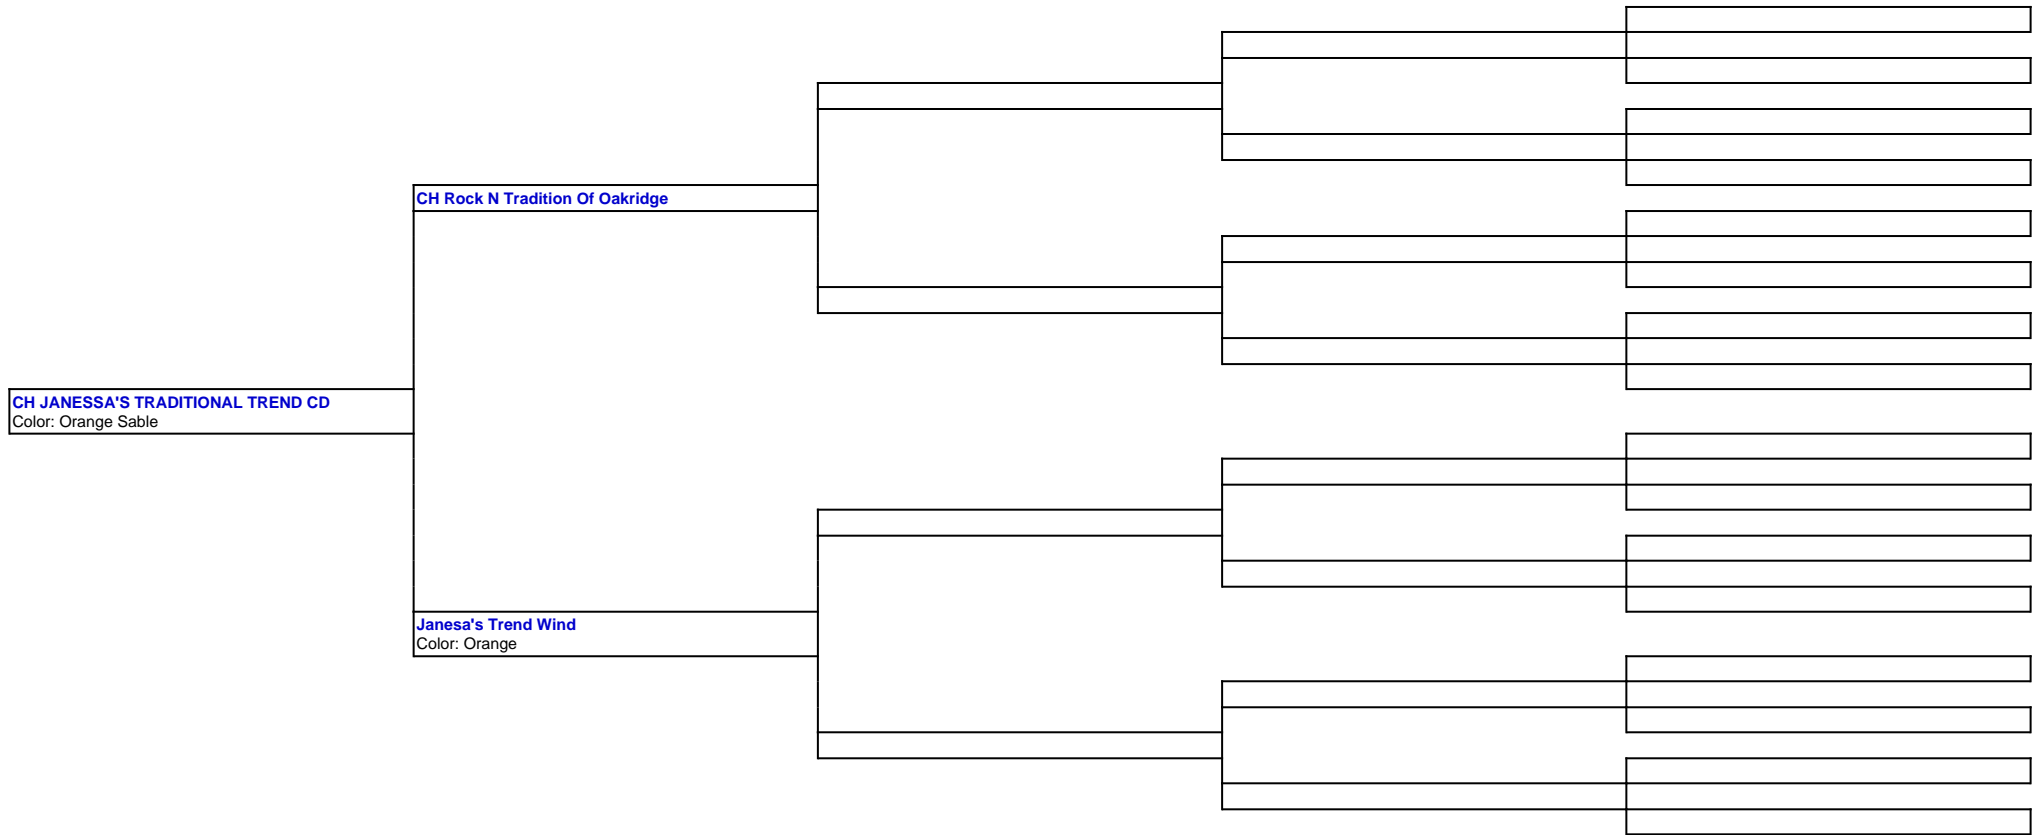 CH Rock N Tradition Of Oakridge
CH JANESSA'S TRADITIONAL TREND CD
Color: Orange Sable
Janesa's Trend Wind
Color: Orange